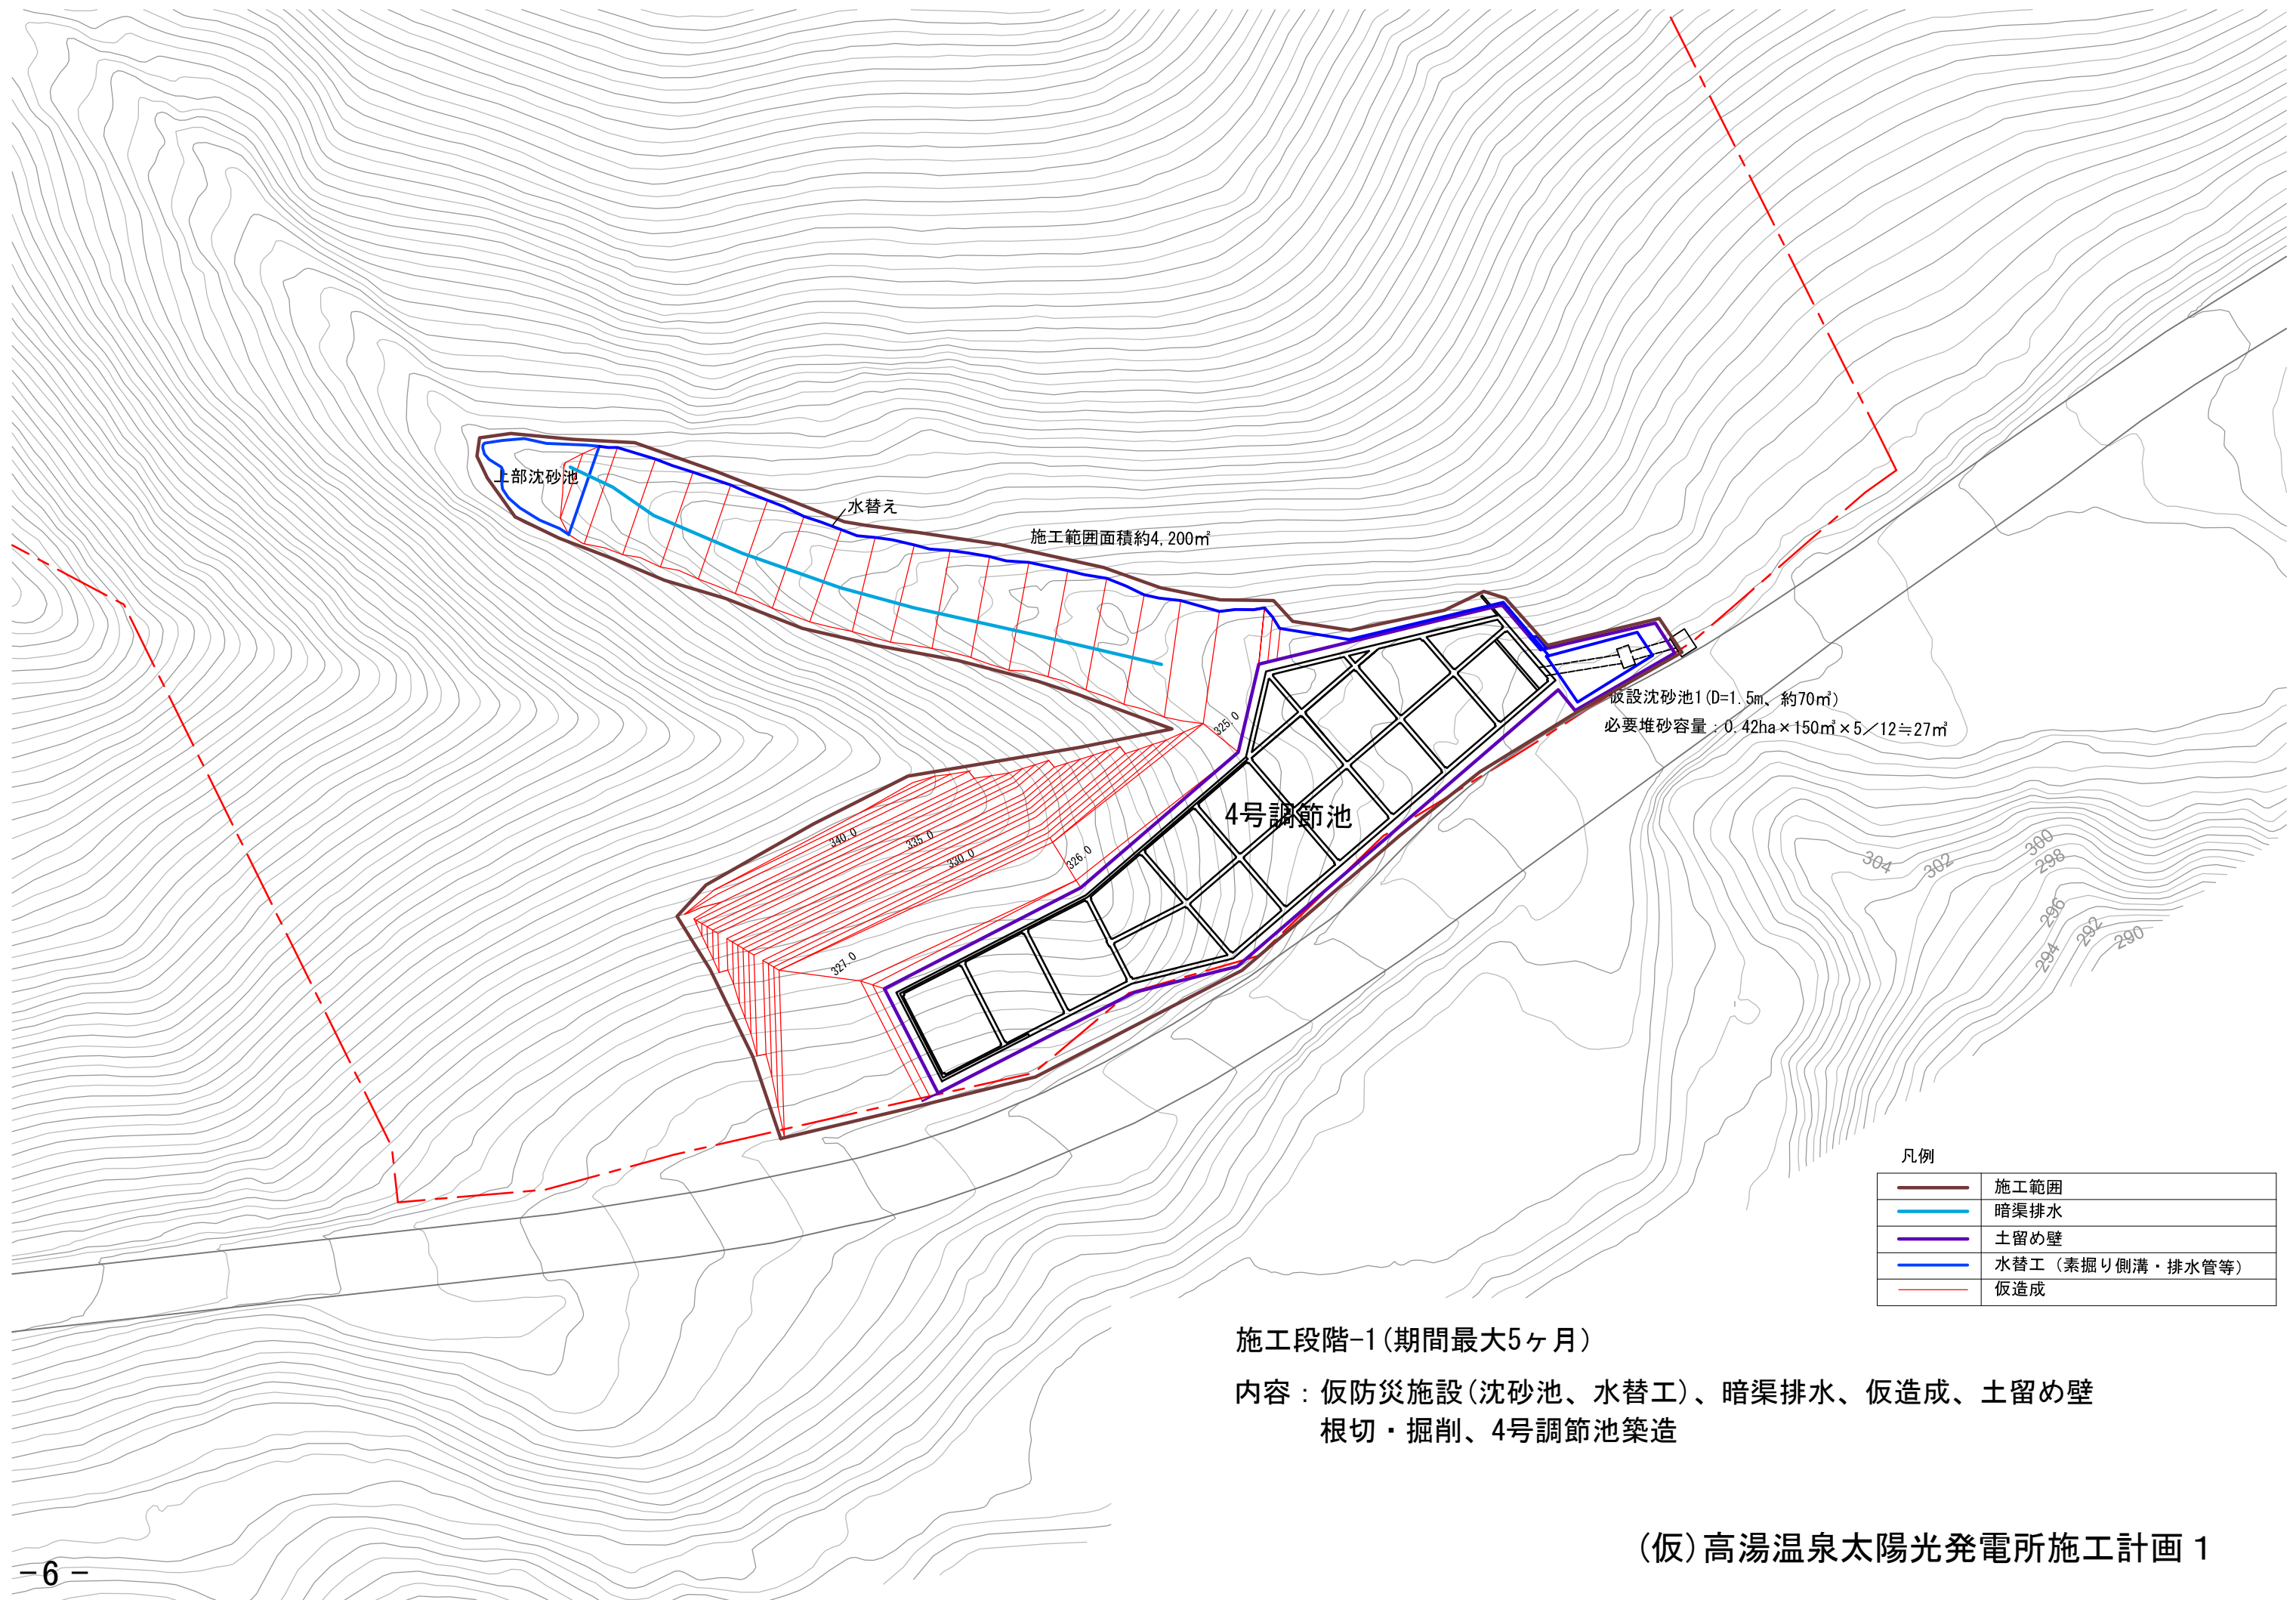 上部沈砂池
水替え
施工範囲面積約4,200㎡
仮設沈砂池1(D=1.5m、約70㎥)
必要堆砂容量：0.42ha×150㎥×5／12≒27㎥
325.0
4号調節池
340.0
335.0
330.0
326.0
327.0
304
302
300
298
296
294
292
290
凡例
施工範囲
暗渠排水
土留め壁
水替工（素掘り側溝・排水管等）
仮造成
施工段階-1(期間最大5ヶ月)
内容：仮防災施設(沈砂池、水替工)、暗渠排水、仮造成、土留め壁
根切・掘削、4号調節池築造
(仮)高湯温泉太陽光発電所施工計画１
-6-